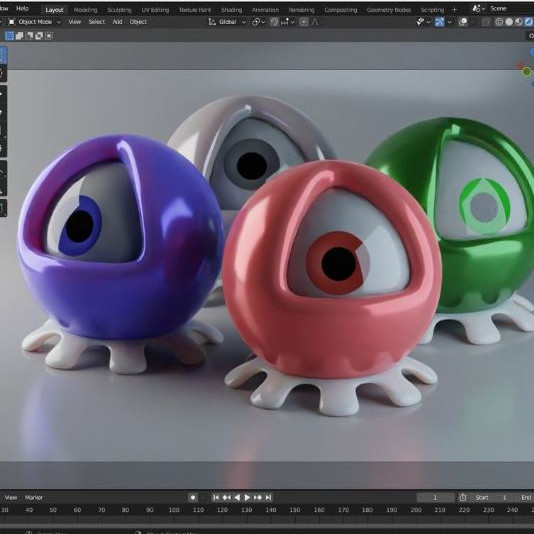 ow Help Layout Modeling Sculpting UV Editing Texture Paint Shading Animation Rendering Compositing Geometry Nodes Scripting + Scene
Object Mode View Select Add Object Global
View Marker 1 Start 1 End
30 40 50 60 70 80 90 100 110 120 130 140 150 160 170 180 190 200 210 220 230 240